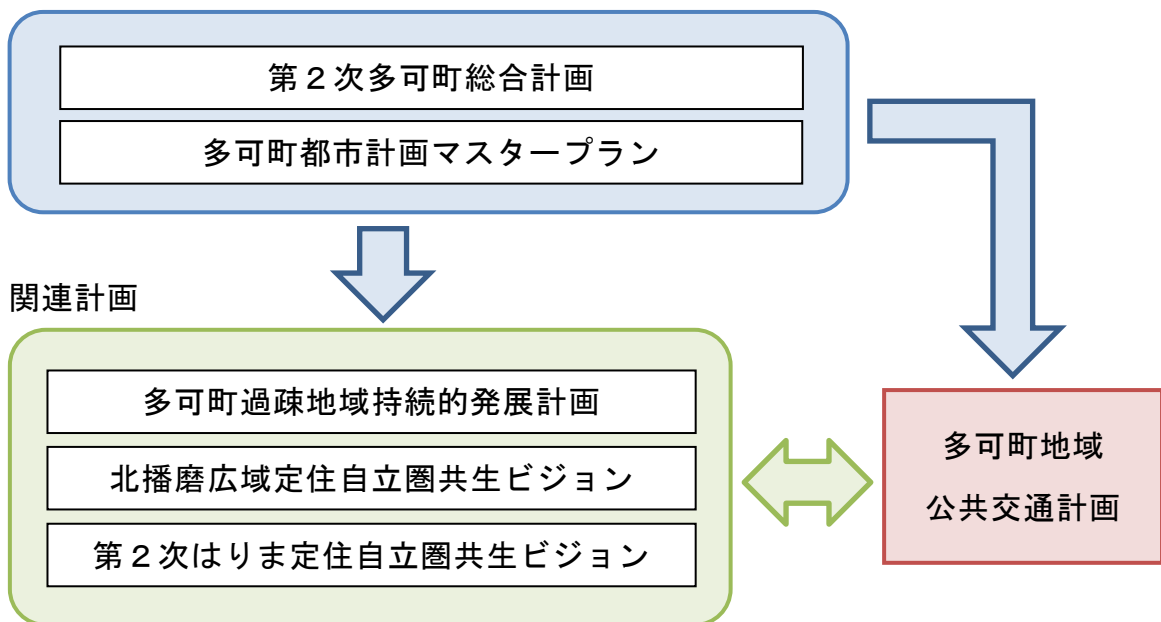 第２次多可町総合計画
多可町都市計画マスタープラン
関連計画
多可町過疎地域持続的発展計画
北播磨広域定住自立圏共生ビジョン
第２次はりま定住自立圏共生ビジョン
多可町地域
公共交通計画